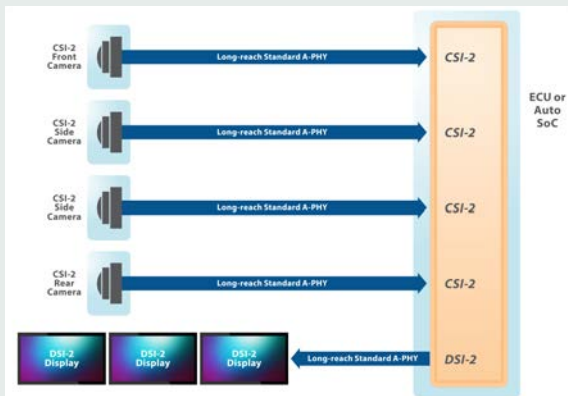 CSI-2
Front
Camera
Long-reach Standard A-PHY
CSI-2
ECU or
Auto
SoC
CSI-2
Side
Camera
Long-reach Standard A-PHY
CSI-2
CSI-2
Side
Camera
Long-reach Standard A-PHY
CSI-2
CSI-2
Rear
Camera
Long-reach Standard A-PHY
CSI-2
DSI-2
Display
DSI-2
Display
DSI-2
Display
Long-reach Standard A-PHY
DSI-2